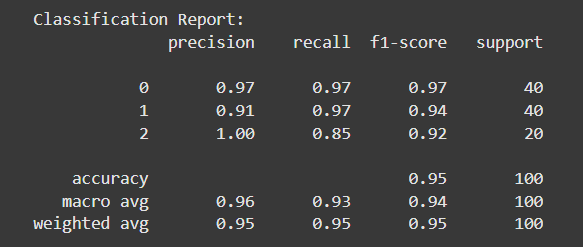 Classification Report:
precision recall f1-score support
0 0.97 0.97 0.97 40
1 0.91 0.97 0.94 40
2 1.00 0.85 0.92 20
accuracy 0.95 100
macro avg 0.96 0.93 0.94 100
weighted avg 0.95 0.95 0.95 100